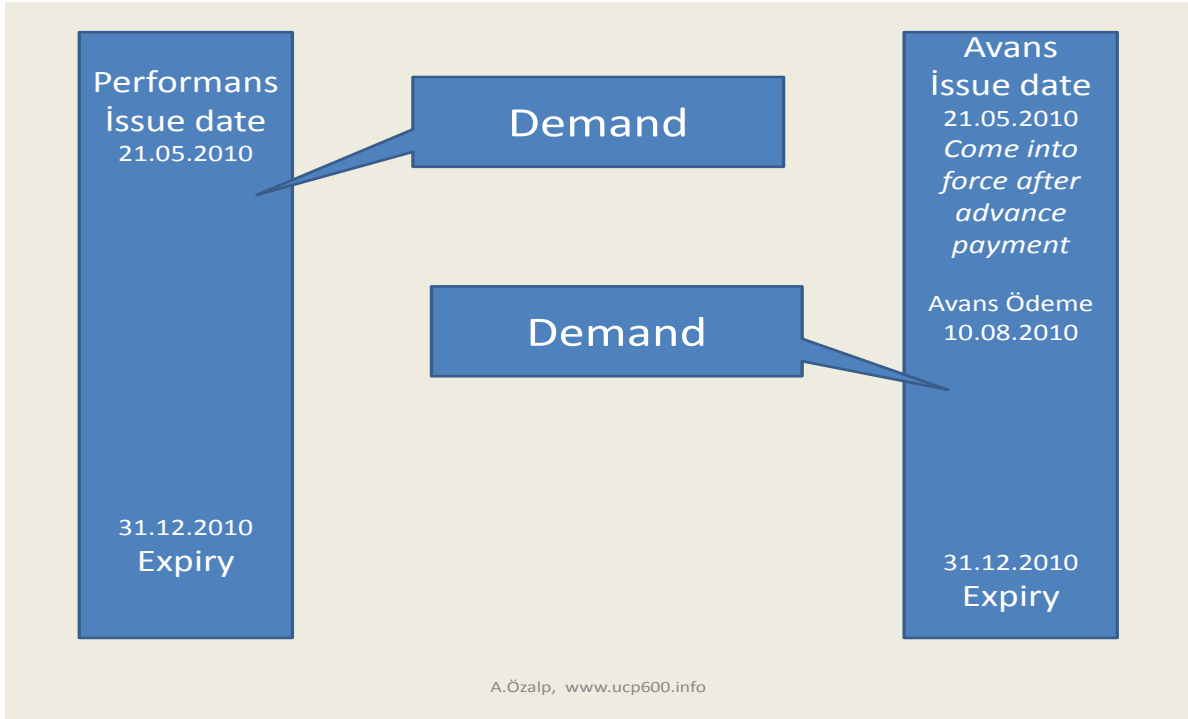 Performans
İssue date
21.05.2010
31.12.2010
Expiry
Demand
Demand
Avans
İssue date
21.05.2010
Come into
force after
advance
payment
Avans Ödeme
10.08.2010
31.12.2010
Expiry
A.Özalp, www.ucp600.info